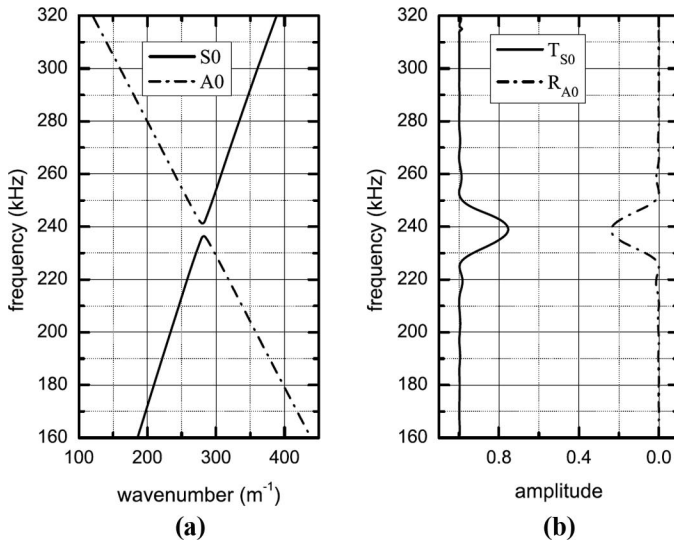 320
300
280
260
240
220
200
180
160
frequency (kHz)
S0
A0
100 200 300 400
wavenumber (m⁻¹)
(a)
320
300
280
260
240
220
200
180
160
frequency (kHz)
T_S0
R_A0
0.8 0.4 0.0
amplitude
(b)